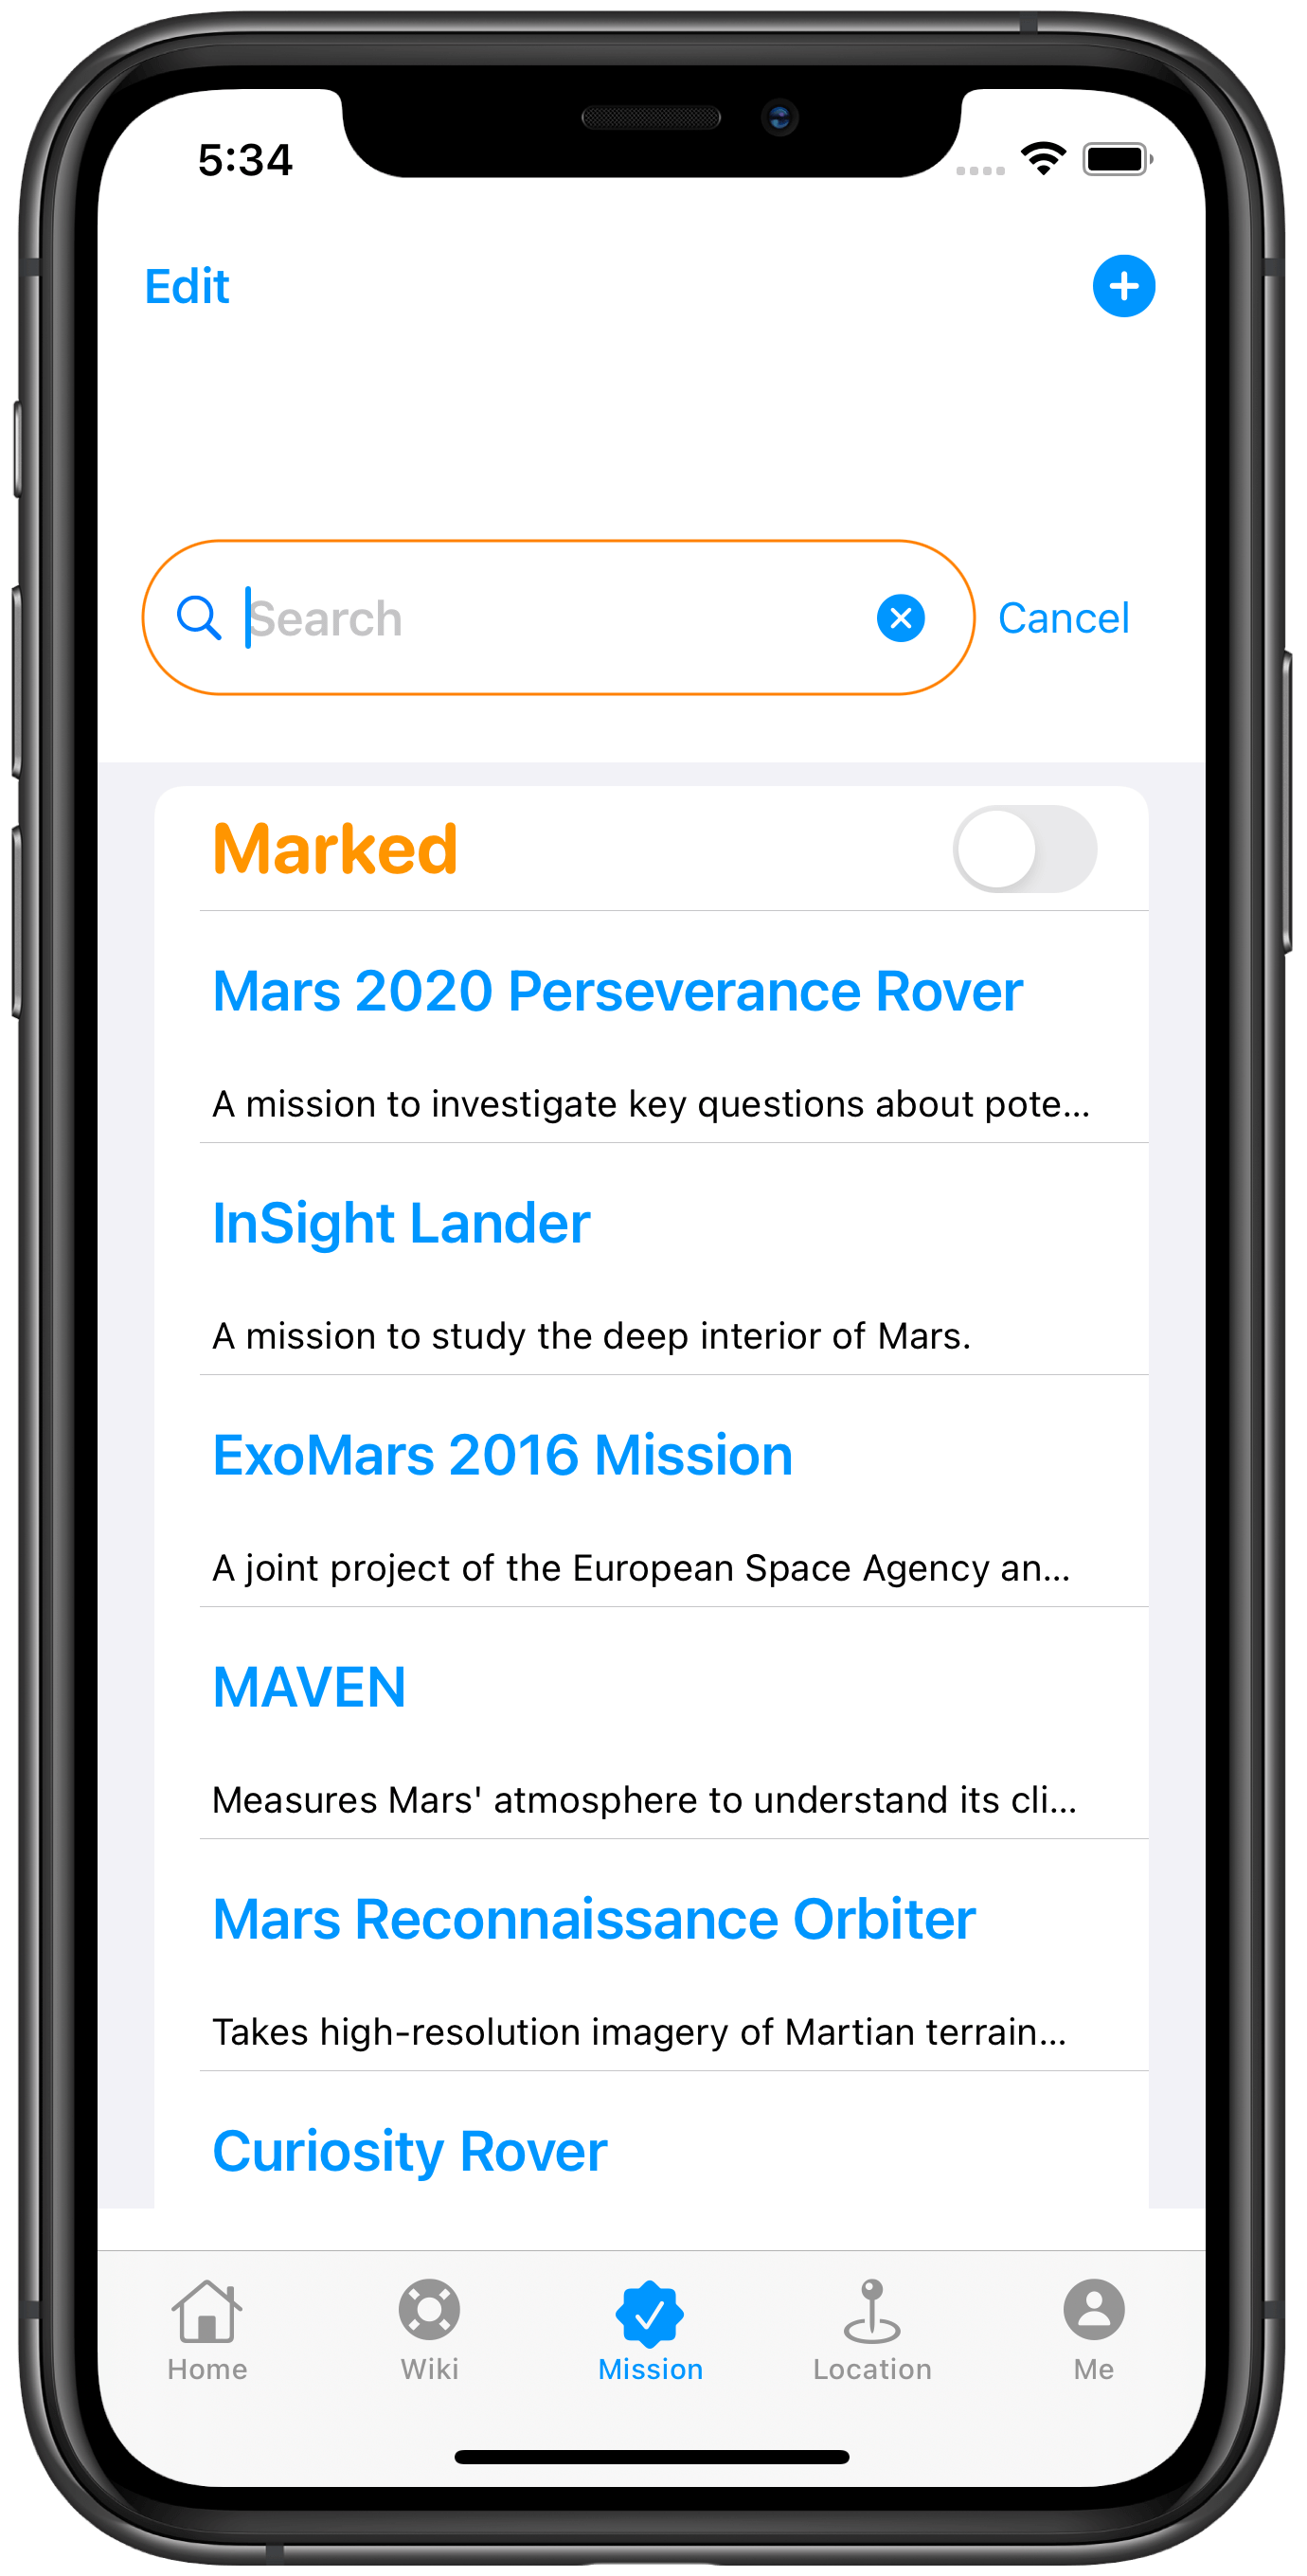 5:34
Edit
Search
Cancel
Marked
Mars 2020 Perseverance Rover
A mission to investigate key questions about pote...
InSight Lander
A mission to study the deep interior of Mars.
ExoMars 2016 Mission
A joint project of the European Space Agency an...
MAVEN
Measures Mars' atmosphere to understand its cli...
Mars Reconnaissance Orbiter
Takes high-resolution imagery of Martian terrain...
Curiosity Rover
Home Wiki Mission Location Me